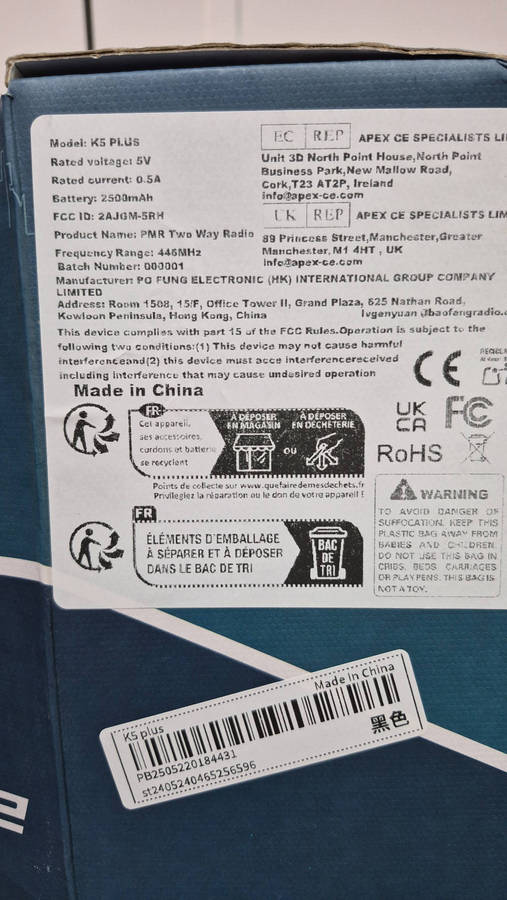 Model: K5 PLUS
Rated voltage: 5V
Rated current: 0.5A
Battery: 2500mAh
FCC ID: 2AJGM-5RH
Product Name: PMR Two Way Radio
Frequency Range: 446MHz
Batch Number: 000001
EC REP APEX CE SPECIALISTS LI
Unit 3D North Point House,North Point
Business Park,New Mallow Road,
Cork,T23 AT2P, Ireland
info@apex-ce.com
UK REP APEX CE SPECIALISTS LIM
89 Princess Street,Manchester,Greater
Manchester, M1 4HT , UK
info@apex-ce.com
Manufacturer: PO FUNG ELECTRONIC (HK) INTERNATIONAL GROUP COMPANY
LIMITED
Address: Room 1508, 15/F, Office Tower II, Grand Plaza, 625 Nathan Road,
Kowloon Peninsula, Hong Kong, China lvgenyuan@baofengradio.
This device complies with part 15 of the FCC Rules.Operation is subject to the
following two conditions:(1) This device may not cause harmful
interferenceand(2) this device must acce interferencereceived
including interference that may cause undesired operation
Made in China
CE
UK
CA
FC
RoHS
FR
Cet appareil,
ses accessoires,
cordons et batterie
se recyclent
À DÉPOSER
EN MAGASIN
ou
À DÉPOSER
EN DÉCHÈTERIE
Points de collecte sur www.quefairedemesdechets.fr
Privilégiez la réparation ou le don de votre appareil !
FR
ÉLÉMENTS D'EMBALLAGE
À SÉPARER ET À DÉPOSER
DANS LE BAC DE TRI
BAC
DE
TRI
WARNING
TO AVOID DANGER OF
SUFFOCATION, KEEP THIS
PLASTIC BAG AWAY FROM
BABIES AND CHILDREN.
DO NOT USE THIS BAG IN
CRIBS, BEDS, CARRIAGES
OR PLAY PENS. THIS BAG IS
NOT A TOY.
K5 plus
Made In China
PB2505220184431
st2405240465256596
黑色